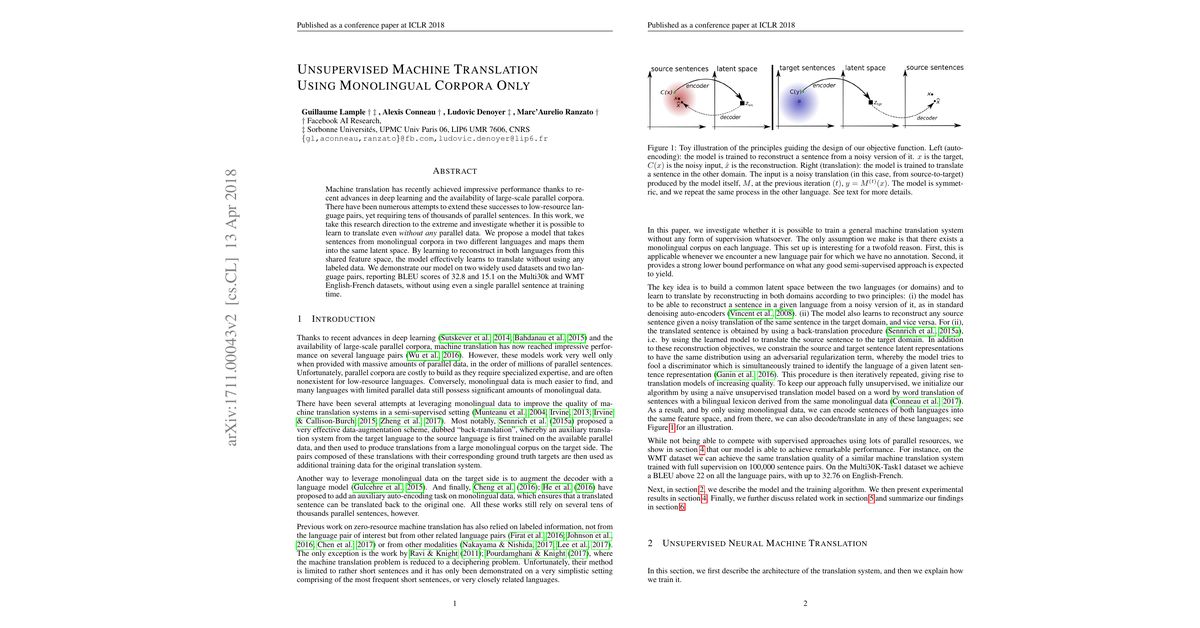 Published as a conference paper at ICLR 2018
UNSUPERVISED MACHINE TRANSLATION
USING MONOLINGUAL CORPORA ONLY
Guillaume Lample † ‡ , Alexis Conneau † , Ludovic Denoyer ‡ , Marc'Aurelio Ranzato †
† Facebook AI Research,
‡ Sorbonne Universités, UPMC Univ Paris 06, LIP6 UMR 7606, CNRS
{gl,aconneau,ranzato}@fb.com,ludovic.denoyer@lip6.fr
ABSTRACT
Machine translation has recently achieved impressive performance thanks to re-
cent advances in deep learning and the availability of large-scale parallel corpora.
There have been numerous attempts to extend these successes to low-resource lan-
guage pairs, yet requiring tens of thousands of parallel sentences. In this work, we
take this research direction to the extreme and investigate whether it is possible to
learn to translate even without any parallel data. We propose a model that takes
sentences from monolingual corpora in two different languages and maps them
into the same latent space. By learning to reconstruct in both languages from this
shared feature space, the model effectively learns to translate without using any
labeled data. We demonstrate our model on two widely used datasets and two lan-
guage pairs, reporting BLEU scores of 32.8 and 15.1 on the Multi30k and WMT
English-French datasets, without using even a single parallel sentence at training
time.
1 INTRODUCTION
Thanks to recent advances in deep learning (Sutskever et al., 2014; Bahdanau et al., 2015) and the
availability of large-scale parallel corpora, machine translation has now reached impressive perfor-
mance on several language pairs (Wu et al., 2016). However, these models work very well only
when provided with massive amounts of parallel data, in the order of millions of parallel sentences.
Unfortunately, parallel corpora are costly to build as they require specialized expertise, and are often
nonexistent for low-resource languages. Conversely, monolingual data is much easier to find, and
many languages with limited parallel data still possess significant amounts of monolingual data.
There have been several attempts at leveraging monolingual data to improve the quality of ma-
chine translation systems in a semi-supervised setting (Munteanu et al., 2004; Irvine, 2013; Irvine
& Callison-Burch, 2015; Zheng et al., 2017). Most notably, Sennrich et al. (2015a) proposed a
very effective data-augmentation scheme, dubbed "back-translation", whereby an auxiliary transla-
tion system from the target language to the source language is first trained on the available parallel
data, and then used to produce translations from a large monolingual corpus on the target side. The
pairs composed of these translations with their corresponding ground truth targets are then used as
additional training data for the original translation system.
Another way to leverage monolingual data on the target side is to augment the decoder with a
language model (Gulcehre et al., 2015). And finally, Cheng et al. (2016); He et al. (2016) have
proposed to add an auxiliary auto-encoding task on monolingual data, which ensures that a translated
sentence can be translated back to the original one. All these works still rely on several tens of
thousands parallel sentences, however.
Previous work on zero-resource machine translation has also relied on labeled information, not from
the language pair of interest but from other related language pairs (Firat et al., 2016; Johnson et al.,
2016; Chen et al., 2017) or from other modalities (Nakayama & Nishida, 2017; Lee et al., 2017).
The only exception is the work by Ravi & Knight (2011); Pourdamghani & Knight (2017), where
the machine translation problem is reduced to a deciphering problem. Unfortunately, their method
is limited to rather short sentences and it has only been demonstrated on a very simplistic setting
comprising of the most frequent short sentences, or very closely related languages.
1
arXiv:1711.00043v2 [cs.CL] 13 Apr 2018
Published as a conference paper at ICLR 2018
source sentences latent space target sentences latent space source sentences
encoder encoder
C(x) C(y)
decoder decoder
Figure 1: Toy illustration of the principles guiding the design of our objective function. Left (auto-
encoding): the model is trained to reconstruct a sentence from a noisy version of it. x is the target,
C(x) is the noisy input, x̂ is the reconstruction. Right (translation): the model is trained to translate
a sentence in the other domain. The input is a noisy translation (in this case, from source-to-target)
produced by the model itself, M, at the previous iteration (t), y = M⁽ᵗ⁾(x). The model is symmet-
ric, and we repeat the same process in the other language. See text for more details.
In this paper, we investigate whether it is possible to train a general machine translation system
without any form of supervision whatsoever. The only assumption we make is that there exists a
monolingual corpus on each language. This set up is interesting for a twofold reason. First, this is
applicable whenever we encounter a new language pair for which we have no annotation. Second, it
provides a strong lower bound performance on what any good semi-supervised approach is expected
to yield.
The key idea is to build a common latent space between the two languages (or domains) and to
learn to translate by reconstructing in both domains according to two principles: (i) the model has
to be able to reconstruct a sentence in a given language from a noisy version of it, as in standard
denoising auto-encoders (Vincent et al., 2008). (ii) The model also learns to reconstruct any source
sentence given a noisy translation of the same sentence in the target domain, and vice versa. For (ii),
the translated sentence is obtained by using a back-translation procedure (Sennrich et al., 2015a),
i.e. by using the learned model to translate the source sentence to the target domain. In addition
to these reconstruction objectives, we constrain the source and target sentence latent representations
to have the same distribution using an adversarial regularization term, whereby the model tries to
fool a discriminator which is simultaneously trained to identify the language of a given latent sen-
tence representation (Ganin et al., 2016). This procedure is then iteratively repeated, giving rise to
translation models of increasing quality. To keep our approach fully unsupervised, we initialize our
algorithm by using a naïve unsupervised translation model based on a word by word translation of
sentences with a bilingual lexicon derived from the same monolingual data (Conneau et al., 2017).
As a result, and by only using monolingual data, we can encode sentences of both languages into
the same feature space, and from there, we can also decode/translate in any of these languages; see
Figure 1 for an illustration.
While not being able to compete with supervised approaches using lots of parallel resources, we
show in section 4 that our model is able to achieve remarkable performance. For instance, on the
WMT dataset we can achieve the same translation quality of a similar machine translation system
trained with full supervision on 100,000 sentence pairs. On the Multi30K-Task1 dataset we achieve
a BLEU above 22 on all the language pairs, with up to 32.76 on English-French.
Next, in section 2, we describe the model and the training algorithm. We then present experimental
results in section 4. Finally, we further discuss related work in section 5 and summarize our findings
in section 6.
2 UNSUPERVISED NEURAL MACHINE TRANSLATION
In this section, we first describe the architecture of the translation system, and then we explain how
we train it.
2